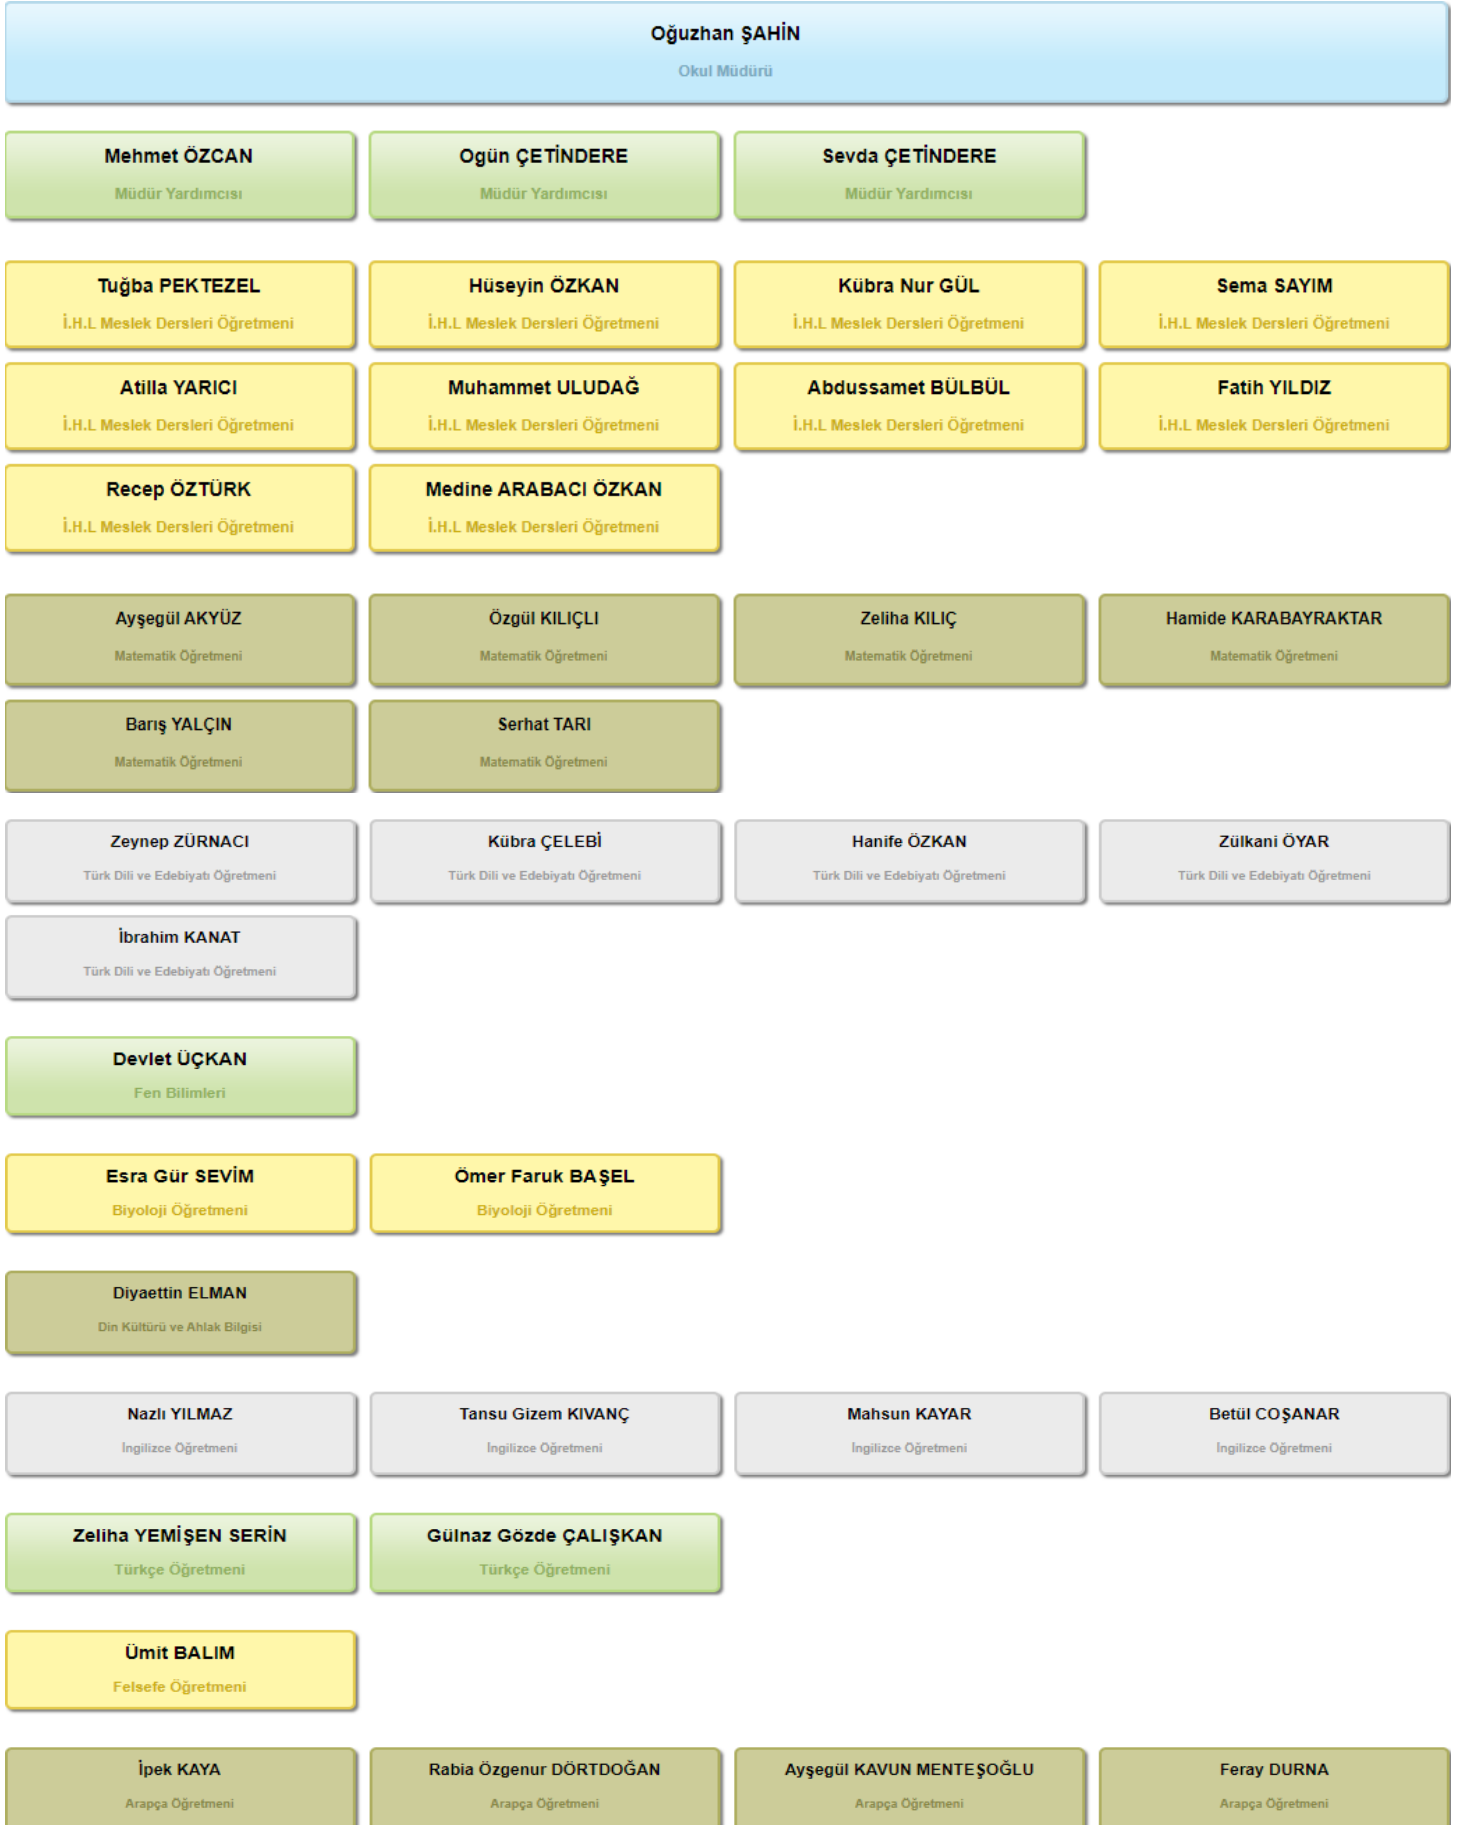 Oğuzhan ŞAHİN
Okul Müdürü
Mehmet ÖZCAN
Müdür Yardımcısı
Ogün ÇETİNDERE
Müdür Yardımcısı
Sevda ÇETİNDERE
Müdür Yardımcısı
Tuğba PEKTEZEL
İ.H.L Meslek Dersleri Öğretmeni
Hüseyin ÖZKAN
İ.H.L Meslek Dersleri Öğretmeni
Kübra Nur GÜL
İ.H.L Meslek Dersleri Öğretmeni
Sema SAYIM
İ.H.L Meslek Dersleri Öğretmeni
Atilla YARICI
İ.H.L Meslek Dersleri Öğretmeni
Muhammet ULUDAĞ
İ.H.L Meslek Dersleri Öğretmeni
Abdussamet BÜLBÜL
İ.H.L Meslek Dersleri Öğretmeni
Fatih YILDIZ
İ.H.L Meslek Dersleri Öğretmeni
Recep ÖZTÜRK
İ.H.L Meslek Dersleri Öğretmeni
Medine ARABACI ÖZKAN
İ.H.L Meslek Dersleri Öğretmeni
Ayşegül AKYÜZ
Matematik Öğretmeni
Özgül KILIÇLI
Matematik Öğretmeni
Zeliha KILIÇ
Matematik Öğretmeni
Hamide KARABAYRAKTAR
Matematik Öğretmeni
Barış YALÇIN
Matematik Öğretmeni
Serhat TARI
Matematik Öğretmeni
Zeynep ZÜRNACI
Türk Dili ve Edebiyatı Öğretmeni
Kübra ÇELEBİ
Türk Dili ve Edebiyatı Öğretmeni
Hanife ÖZKAN
Türk Dili ve Edebiyatı Öğretmeni
Zülkani ÖYAR
Türk Dili ve Edebiyatı Öğretmeni
İbrahim KANAT
Türk Dili ve Edebiyatı Öğretmeni
Devlet ÜÇKAN
Fen Bilimleri
Esra Gür SEVİM
Biyoloji Öğretmeni
Ömer Faruk BAŞEL
Biyoloji Öğretmeni
Diyaettin ELMAN
Din Kültürü ve Ahlak Bilgisi
Nazlı YILMAZ
İngilizce Öğretmeni
Tansu Gizem KIVANÇ
İngilizce Öğretmeni
Mahsun KAYAR
İngilizce Öğretmeni
Betül COŞANAR
İngilizce Öğretmeni
Zeliha YEMİŞEN SERİN
Türkçe Öğretmeni
Gülnaz Gözde ÇALIŞKAN
Türkçe Öğretmeni
Ümit BALIM
Felsefe Öğretmeni
İpek KAYA
Arapça Öğretmeni
Rabia Özgenur DÖRTDOĞAN
Arapça Öğretmeni
Ayşegül KAVUN MENTEŞOĞLU
Arapça Öğretmeni
Feray DURNA
Arapça Öğretmeni